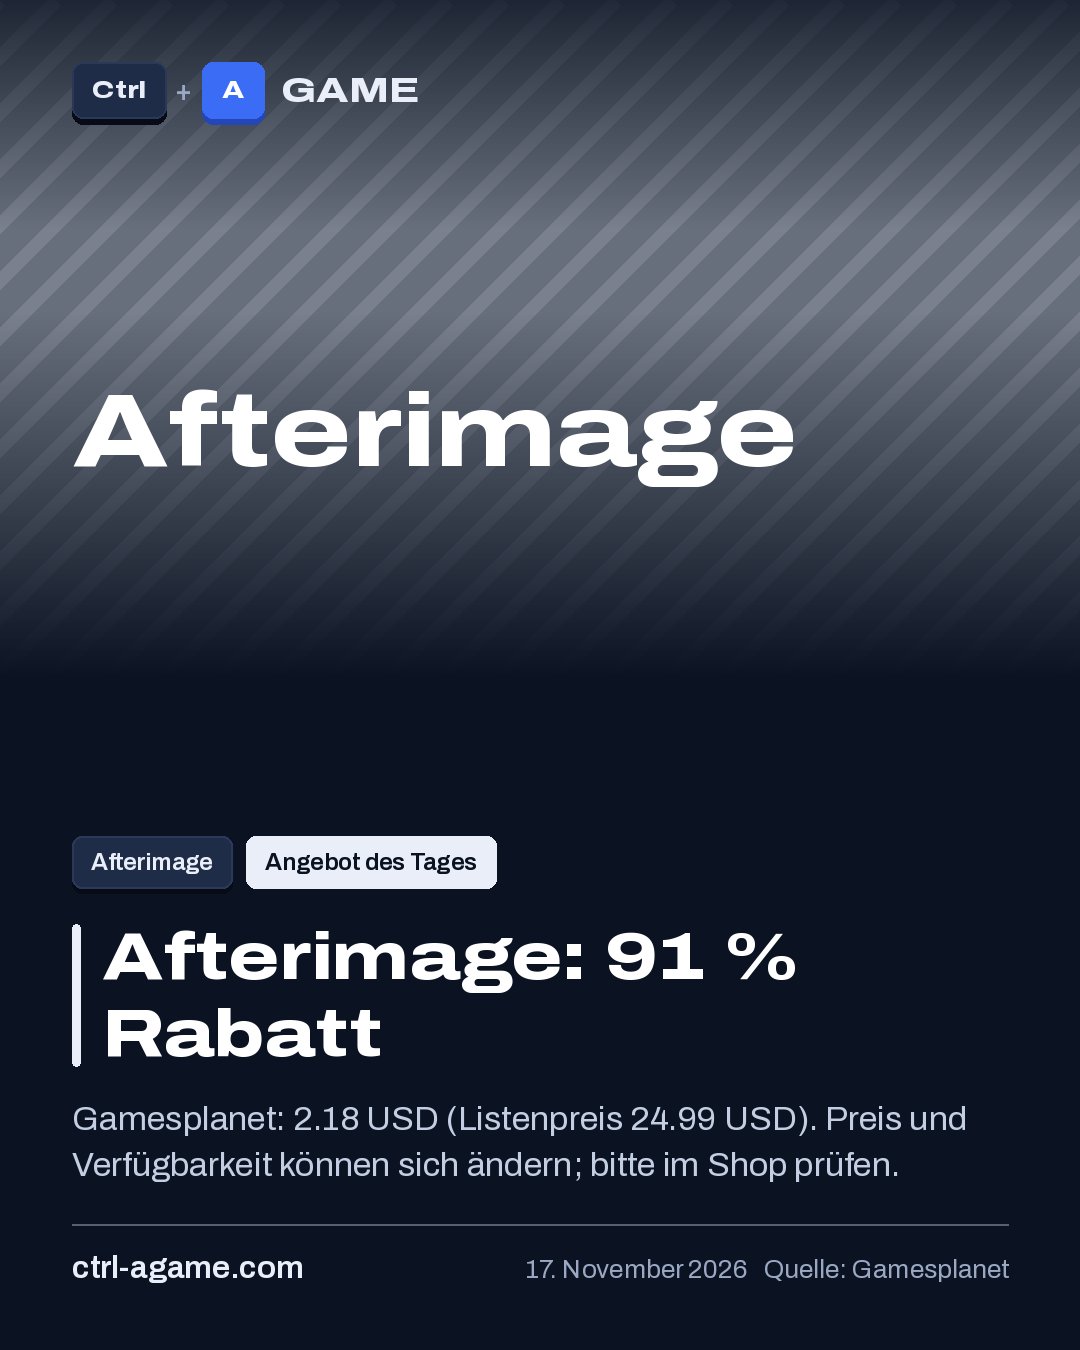 Ctrl + A GAME
Afterimage
Afterimage Angebot des Tages
Afterimage: 91 %
Rabatt
Gamesplanet: 2.18 USD (Listenpreis 24.99 USD). Preis und
Verfügbarkeit können sich ändern; bitte im Shop prüfen.
ctrl-agame.com 17. November 2026 Quelle: Gamesplanet